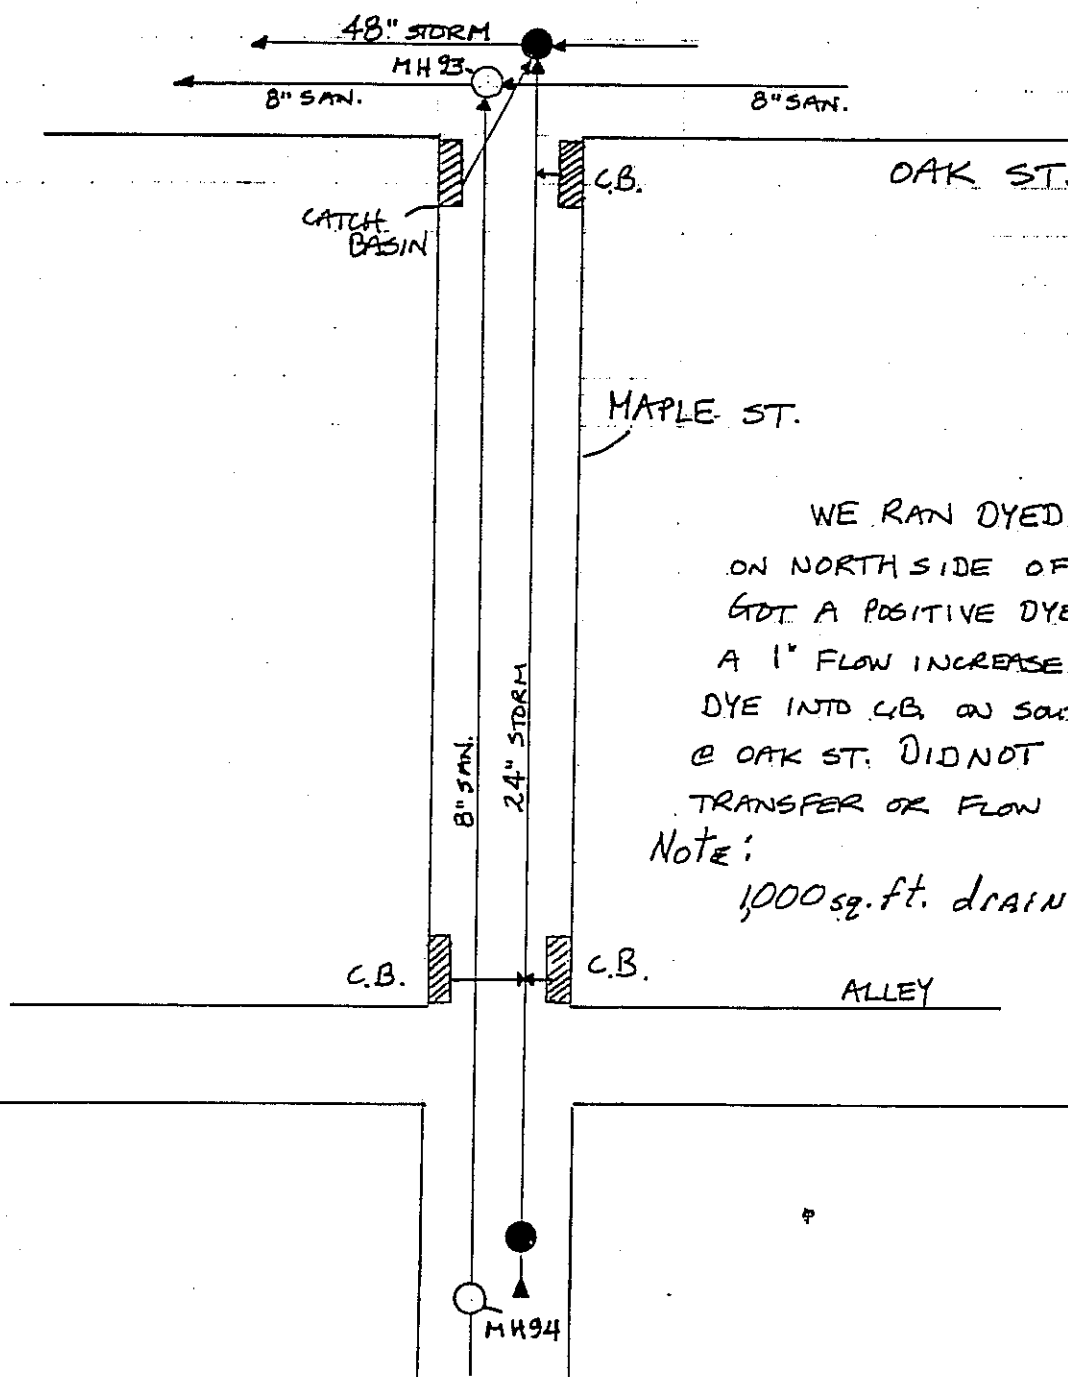 48" STORM
MH 93
8" SAN.
8" SAN.
OAK ST.
C.B.
CATCH
BASIN
MAPLE ST.
WE RAN DYED
ON NORTH SIDE OF
GOT A POSITIVE DYE
A 1" FLOW INCREASE.
DYE INTO C.B. ON
@ OAK ST. DID NOT
TRANSFER OR FLOW
8" SAN.
24" STORM
Note:
1,000 sq. ft. drain
C.B.
C.B.
ALLEY
MH94